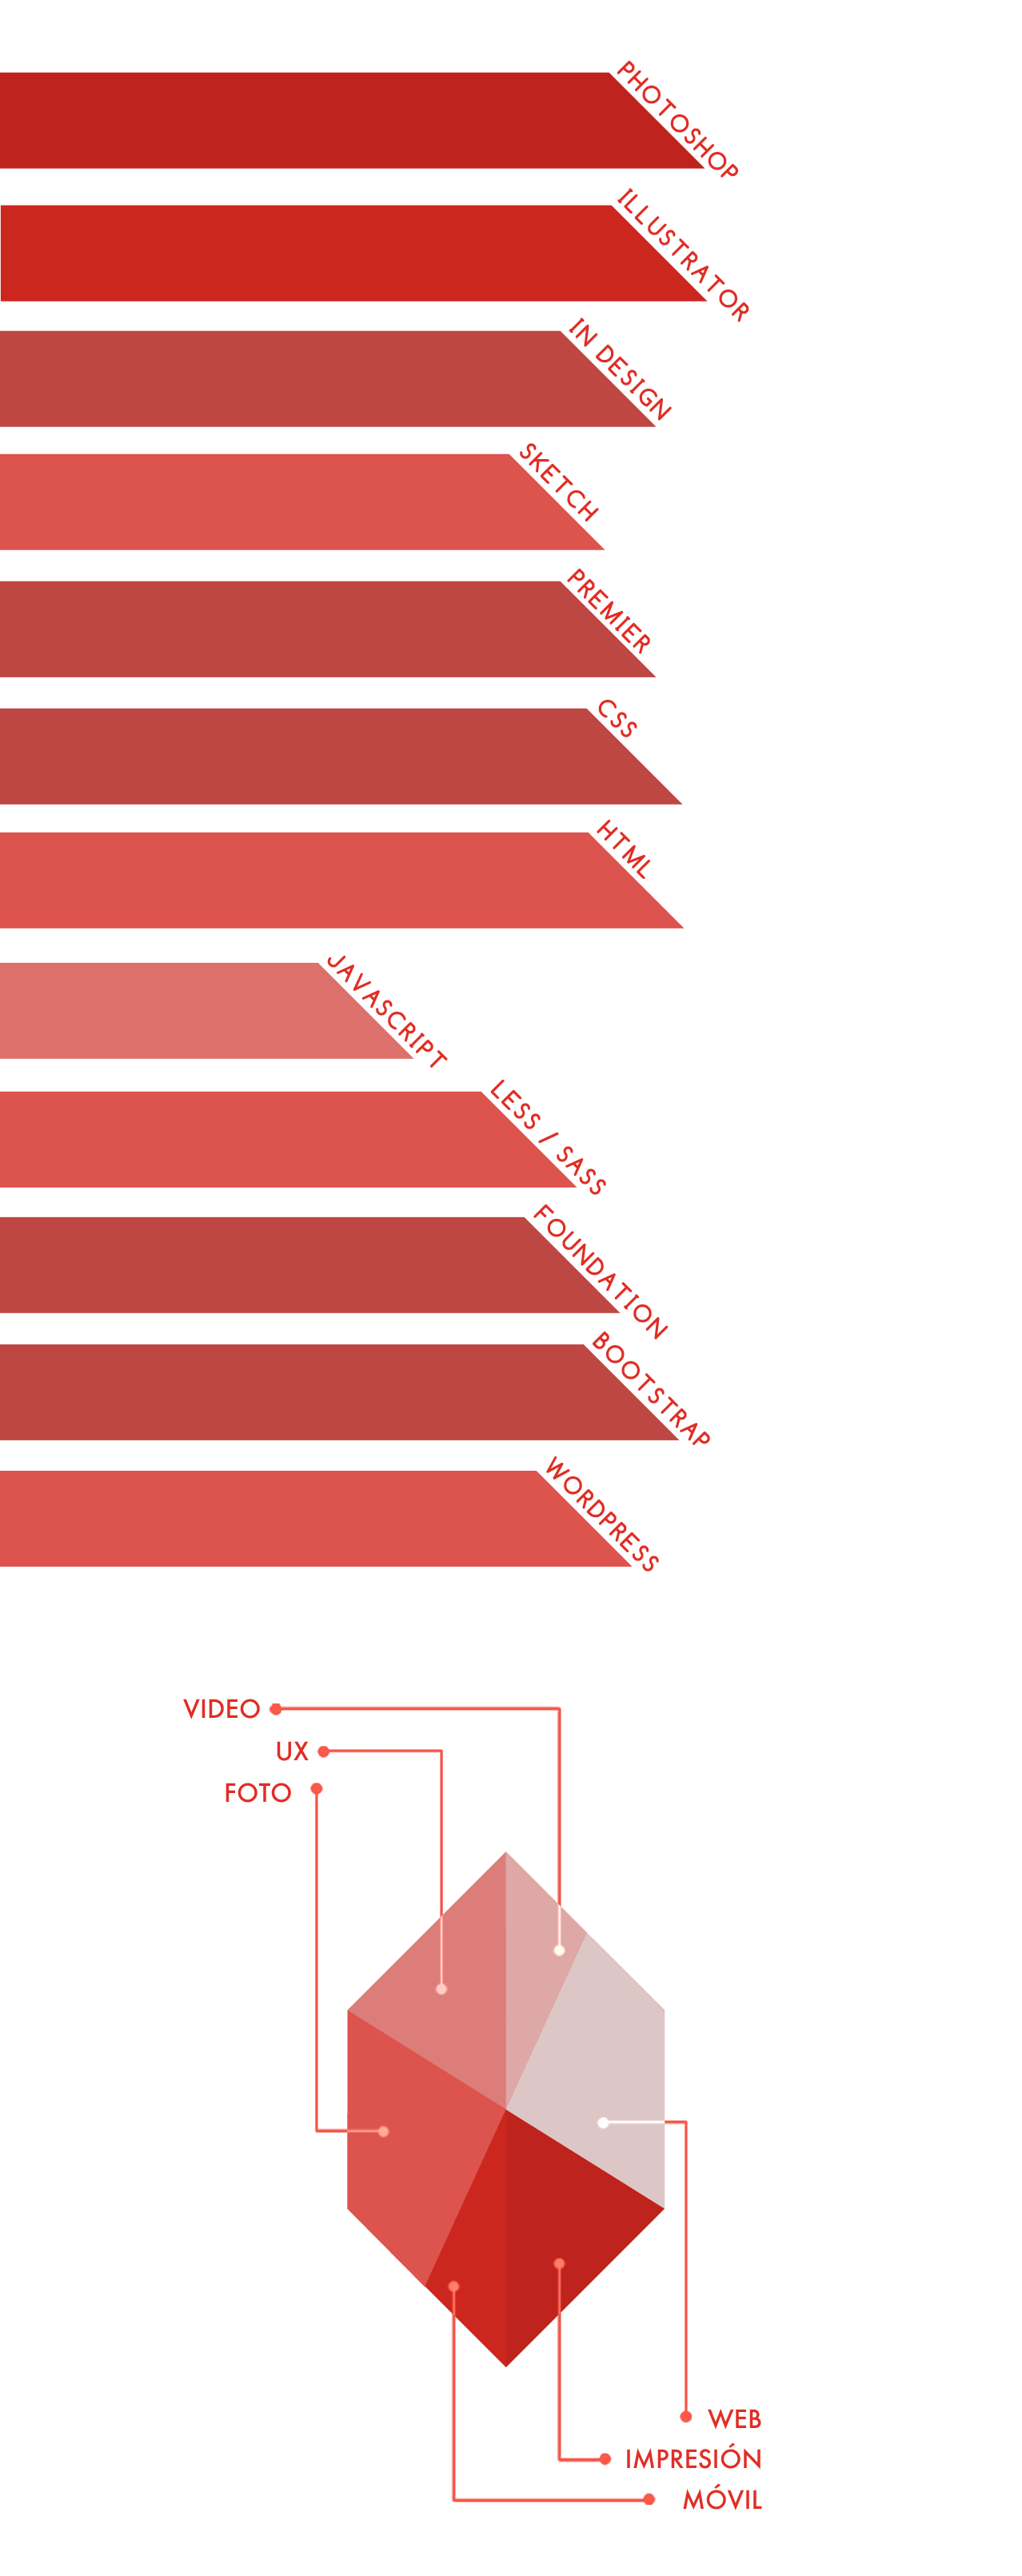 PHOTOSHOP
ILLUSTRATOR
IN DESIGN
SKETCH
PREMIER
CSS
HTML
JAVASCRIPT
LESS / SASS
FOUNDATION
BOOTSTRAP
WORDPRESS
VIDEO
UX
FOTO
WEB
IMPRESIÓN
MÓVIL